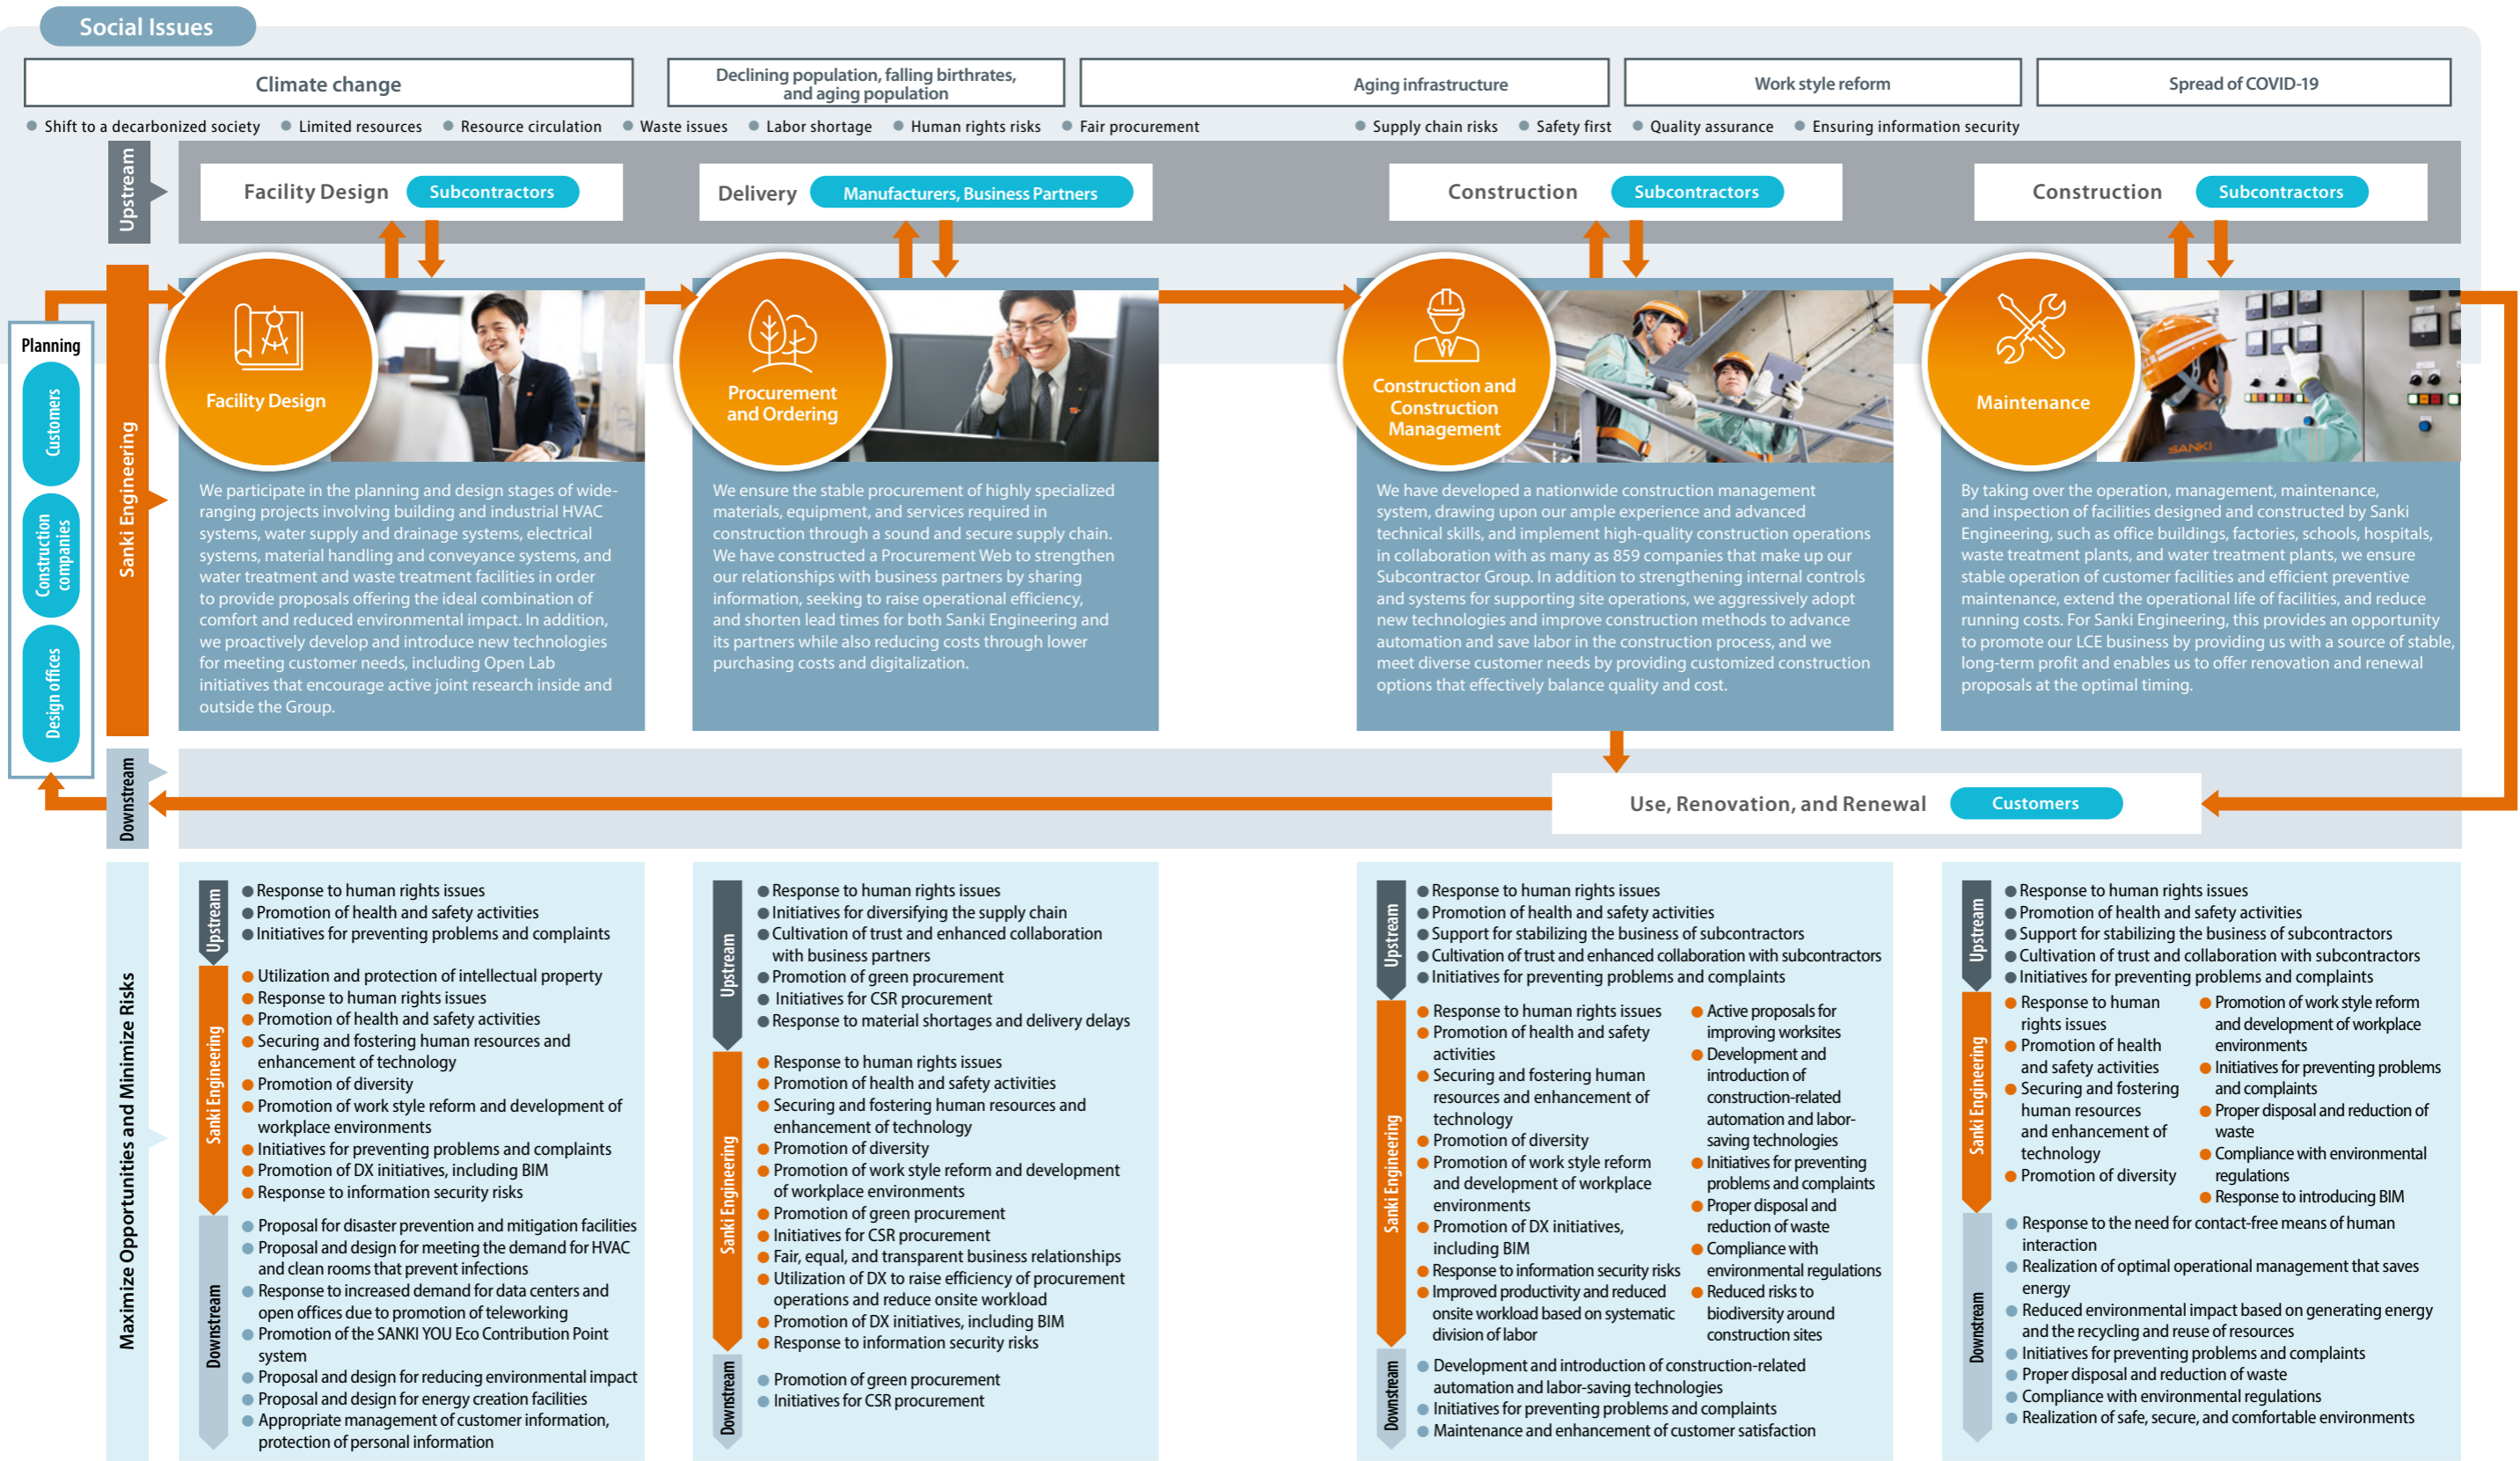 Social Issues
Climate change
Declining population, falling birthrates,
and aging population
Aging infrastructure
Work style reform
Spread of COVID-19
● Shift to a decarbonized society ● Limited resources ● Resource circulation ● Waste issues ● Labor shortage ● Human rights risks ● Fair procurement ● Supply chain risks ● Safety first ● Quality assurance ● Ensuring information security
Upstream
Facility Design Subcontractors
Delivery Manufacturers, Business Partners
Construction Subcontractors
Construction Subcontractors
Planning
Customers
Construction
companies
Design offices
Sanki Engineering
Facility Design
We participate in the planning and design stages of wide-
ranging projects involving building and industrial HVAC
systems, water supply and drainage systems, electrical
systems, material handling and conveyance systems, and
water treatment and waste treatment facilities in order
to provide proposals offering the ideal combination of
comfort and reduced environmental impact. In addition,
we proactively develop and introduce new technologies
for meeting customer needs, including Open Lab
initiatives that encourage active joint research inside and
outside the Group.
Procurement
and Ordering
We ensure the stable procurement of highly specialized
materials, equipment, and services required in
construction through a sound and secure supply chain.
We have constructed a Procurement Web to strengthen
our relationships with business partners by sharing
information, seeking to raise operational efficiency,
and shorten lead times for both Sanki Engineering and
its partners while also reducing costs through lower
purchasing costs and digitalization.
Construction and
Construction
Management
We have developed a nationwide construction management
system, drawing upon our ample experience and advanced
technical skills, and implement high-quality construction operations
in collaboration with as many as 859 companies that make up our
Subcontractor Group. In addition to strengthening internal controls
and systems for supporting site operations, we aggressively adopt
new technologies and improve construction methods to advance
automation and save labor in the construction process, and we
meet diverse customer needs by providing customized construction
options that effectively balance quality and cost.
Maintenance
SANKI
By taking over the operation, management, maintenance,
and inspection of facilities designed and constructed by Sanki
Engineering, such as office buildings, factories, schools, hospitals,
waste treatment plants, and water treatment plants, we ensure
stable operation of customer facilities and efficient preventive
maintenance, extend the operational life of facilities, and reduce
running costs. For Sanki Engineering, this provides an opportunity
to promote our LCE business by providing us with a source of stable,
long-term profit and enables us to offer renovation and renewal
proposals at the optimal timing.
Downstream
Use, Renovation, and Renewal Customers
Maximize Opportunities and Minimize Risks
Upstream
● Response to human rights issues
● Promotion of health and safety activities
● Initiatives for preventing problems and complaints
Sanki Engineering
● Utilization and protection of intellectual property
● Response to human rights issues
● Promotion of health and safety activities
● Securing and fostering human resources and
enhancement of technology
● Promotion of diversity
● Promotion of work style reform and development of
workplace environments
● Initiatives for preventing problems and complaints
● Promotion of DX initiatives, including BIM
● Response to information security risks
Downstream
● Proposal for disaster prevention and mitigation facilities
● Proposal and design for meeting the demand for HVAC
and clean rooms that prevent infections
● Response to increased demand for data centers and
open offices due to promotion of teleworking
● Promotion of the SANKI YOU Eco Contribution Point
system
● Proposal and design for reducing environmental impact
● Proposal and design for energy creation facilities
● Appropriate management of customer information,
protection of personal information
Upstream
● Response to human rights issues
● Initiatives for diversifying the supply chain
● Cultivation of trust and enhanced collaboration
with business partners
● Promotion of green procurement
● Initiatives for CSR procurement
● Response to material shortages and delivery delays
Sanki Engineering
● Response to human rights issues
● Promotion of health and safety activities
● Securing and fostering human resources and
enhancement of technology
● Promotion of diversity
● Promotion of work style reform and development
of workplace environments
● Promotion of green procurement
● Initiatives for CSR procurement
● Fair, equal, and transparent business relationships
● Utilization of DX to raise efficiency of procurement
operations and reduce onsite workload
● Promotion of DX initiatives, including BIM
● Response to information security risks
Downstream
● Promotion of green procurement
● Initiatives for CSR procurement
Upstream
● Response to human rights issues
● Promotion of health and safety activities
● Support for stabilizing the business of subcontractors
● Cultivation of trust and enhanced collaboration with subcontractors
● Initiatives for preventing problems and complaints
Sanki Engineering
● Response to human rights issues
● Promotion of health and safety
activities
● Securing and fostering human
resources and enhancement of
technology
● Promotion of diversity
● Promotion of work style reform
and development of workplace
environments
● Promotion of DX initiatives,
including BIM
● Response to information security risks
● Improved productivity and reduced
onsite workload based on systematic
division of labor
● Active proposals for
improving worksites
● Development and
introduction of
construction-related
automation and labor-
saving technologies
● Initiatives for preventing
problems and complaints
● Proper disposal and
reduction of waste
● Compliance with
environmental regulations
● Reduced risks to
biodiversity around
construction sites
Downstream
● Development and introduction of construction-related
automation and labor-saving technologies
● Initiatives for preventing problems and complaints
● Maintenance and enhancement of customer satisfaction
Upstream
● Response to human rights issues
● Promotion of health and safety activities
● Support for stabilizing the business of subcontractors
● Cultivation of trust and collaboration with subcontractors
● Initiatives for preventing problems and complaints
Sanki Engineering
● Response to human
rights issues
● Promotion of health
and safety activities
● Securing and fostering
human resources
and enhancement of
technology
● Promotion of diversity
● Promotion of work style reform
and development of workplace
environments
● Initiatives for preventing problems
and complaints
● Proper disposal and reduction of
waste
● Compliance with environmental
regulations
● Response to introducing BIM
Downstream
● Response to the need for contact-free means of human
interaction
● Realization of optimal operational management that saves
energy
● Reduced environmental impact based on generating energy
and the recycling and reuse of resources
● Initiatives for preventing problems and complaints
● Proper disposal and reduction of waste
● Compliance with environmental regulations
● Realization of safe, secure, and comfortable environments